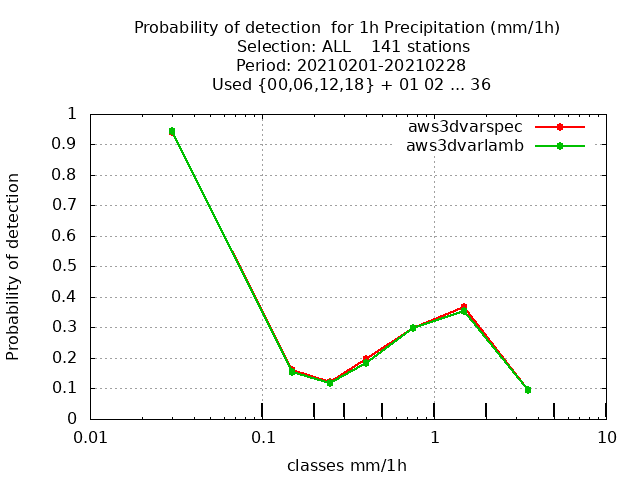 Probability of detection  for 1h Precipitation (mm/1h)
Selection: ALL    141 stations
Period: 20210201-20210228
Used {00,06,12,18} + 01 02 ... 36
aws3dvarspec
aws3dvarlamb
Probability of detection
1
0.9
0.8
0.7
0.6
0.5
0.4
0.3
0.2
0.1
0
0.01 0.1 1 10
classes mm/1h